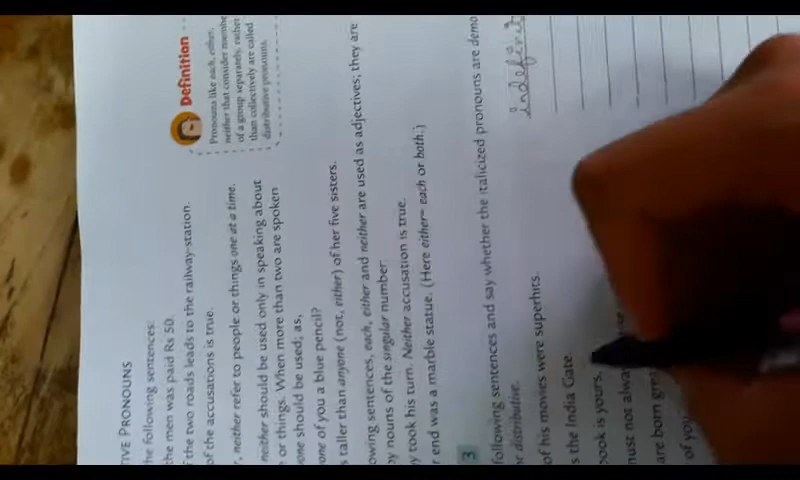 TIVE PRONOUNS
he following sentences:
the men was paid Rs 50.
f the two roads leads to the railway-station.
of the accusations is true.
r, neither refer to people or things one at a time.
neither should be used only in speaking about
e or things. When more than two are spoken
one should be used; as,
one of you a blue pencil?
s taller than anyone (not, either) of her five sisters.
owing sentences, each, either and neither are used as adjectives; they are
by nouns of the singular number:
y took his turn. Neither accusation is true.
r end was a marble statue. (Here either= each or both.)
Definition
Pronouns like each, either,
neither that consider membe
of a group separately, rather
than collectively are called
distributive pronouns.
3
following sentences and say whether the italicized pronouns are demo
or distributive.
of his movies were superhits.
Indefinit
s the India Gate.
book is yours.
must not alwa
are born grea
of you